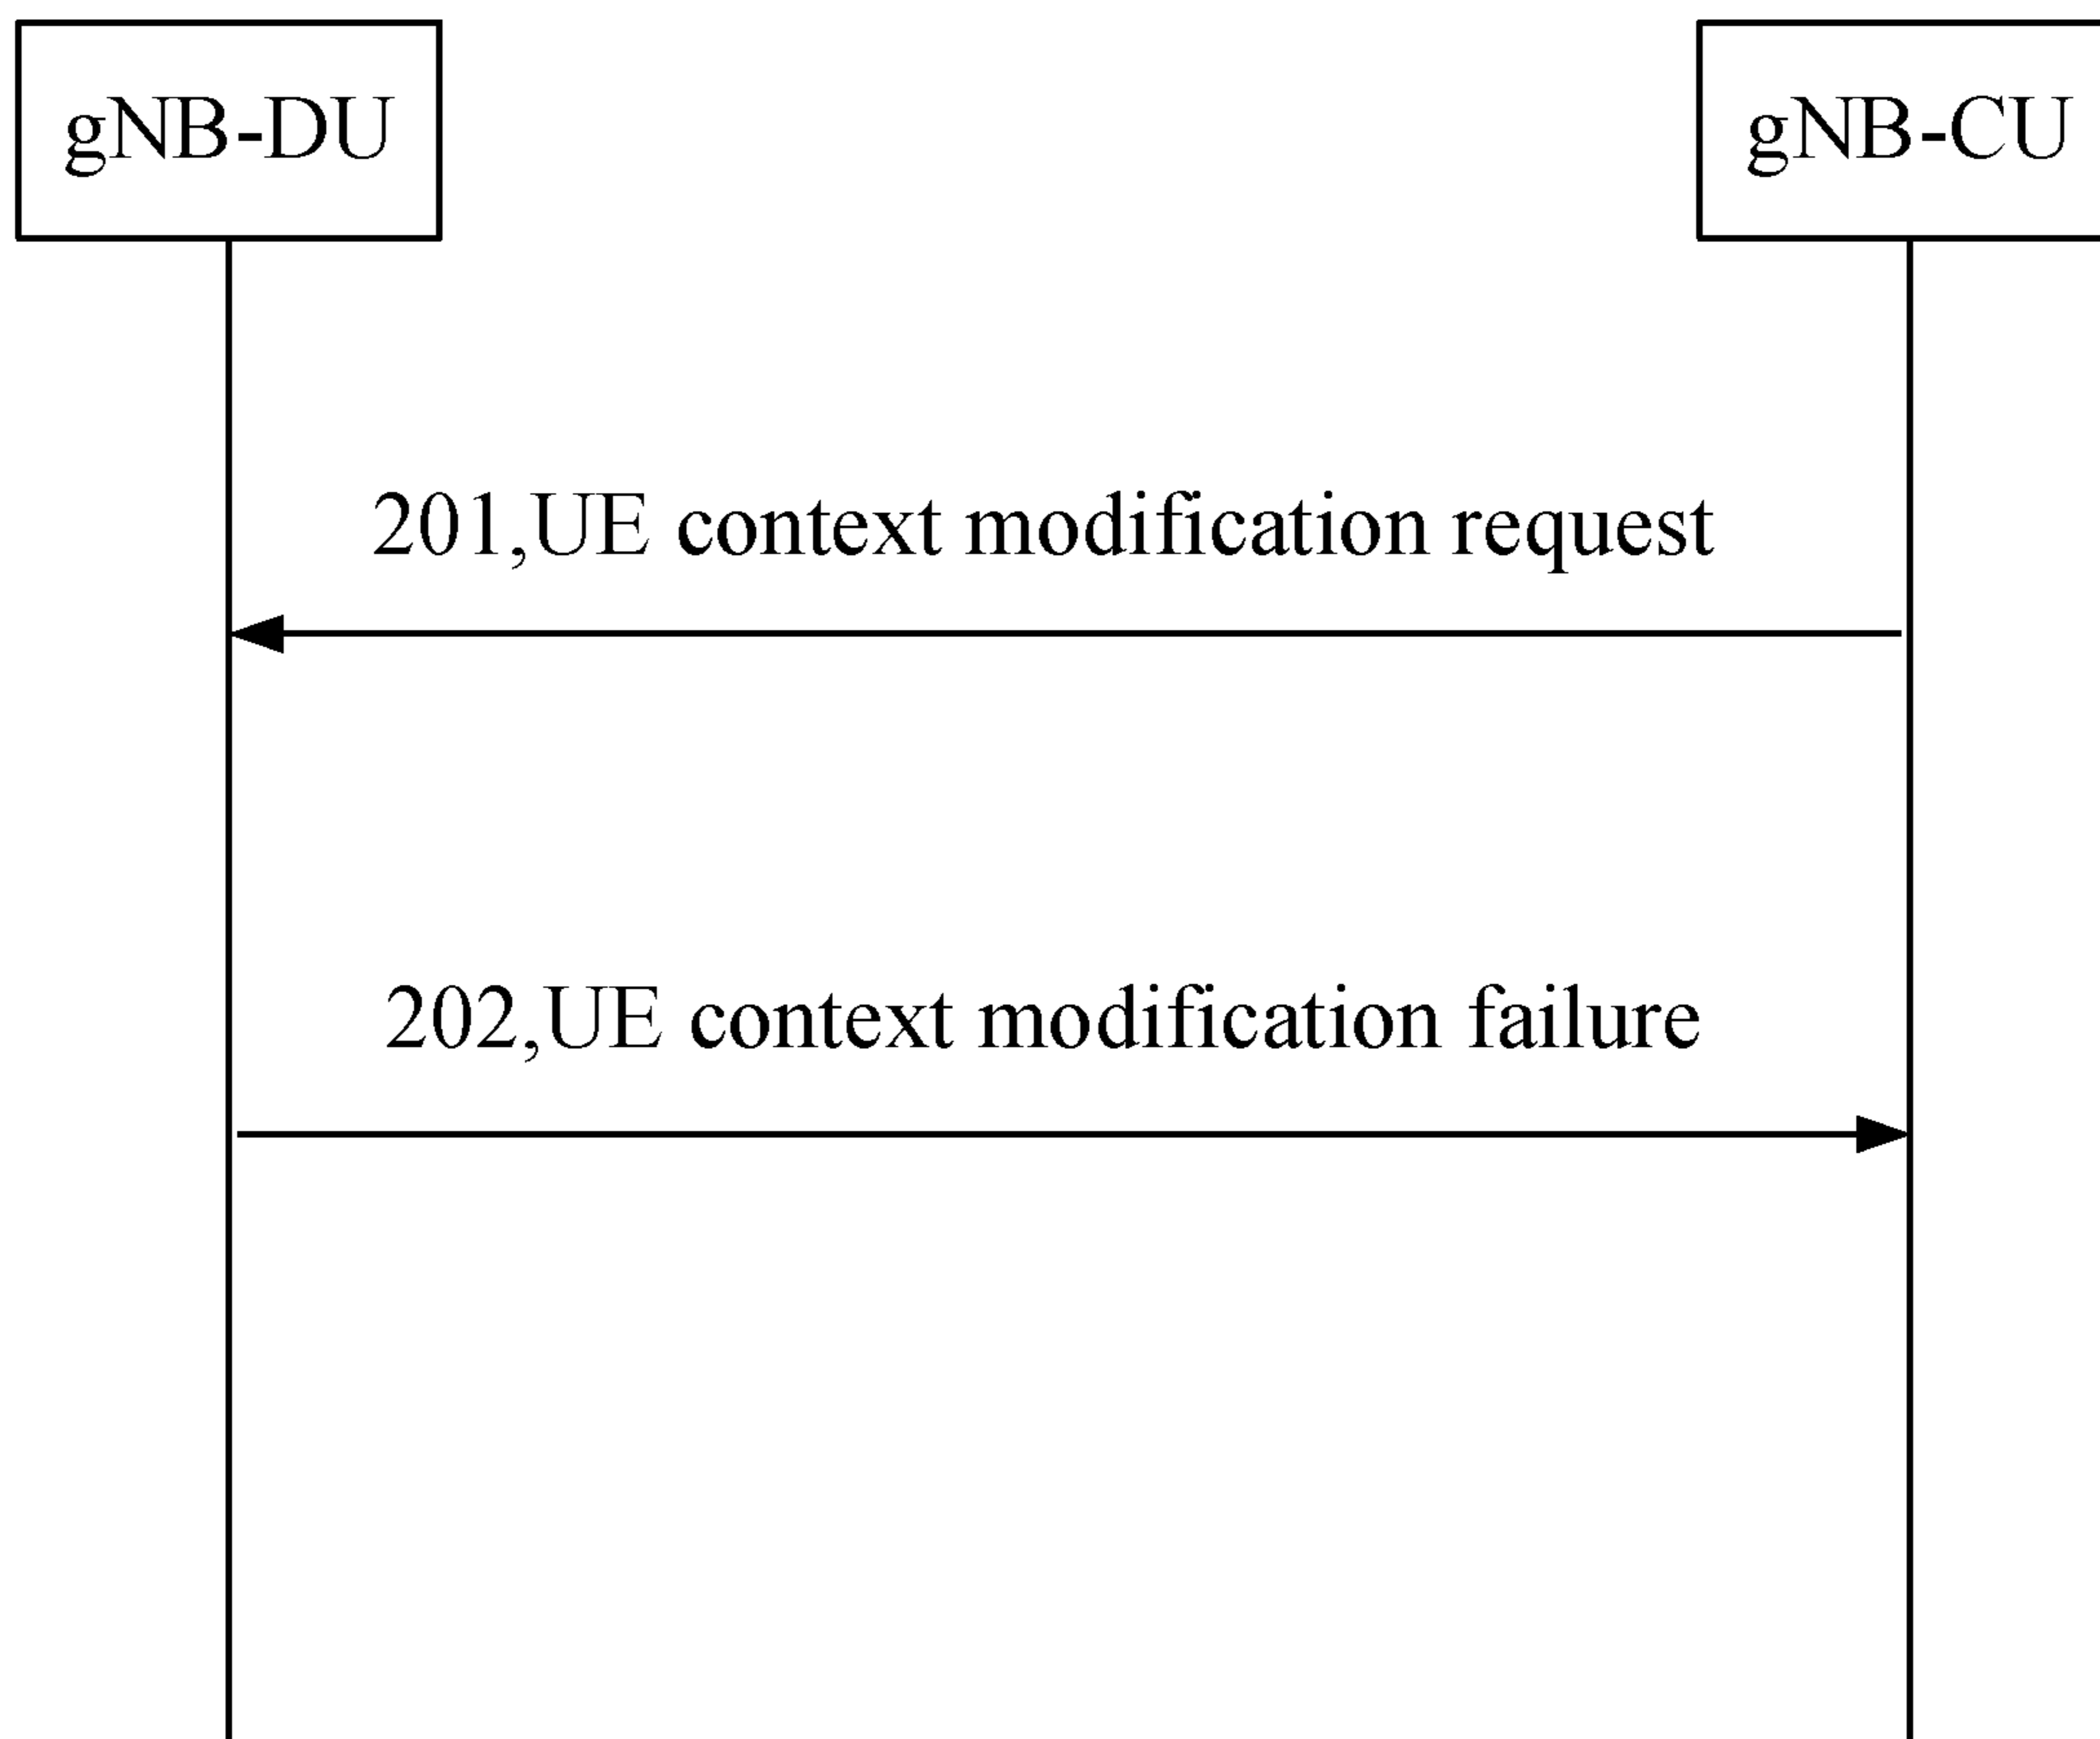 gNB-DU
gNB-CU
201,UE context modification request
202,UE context modification failure